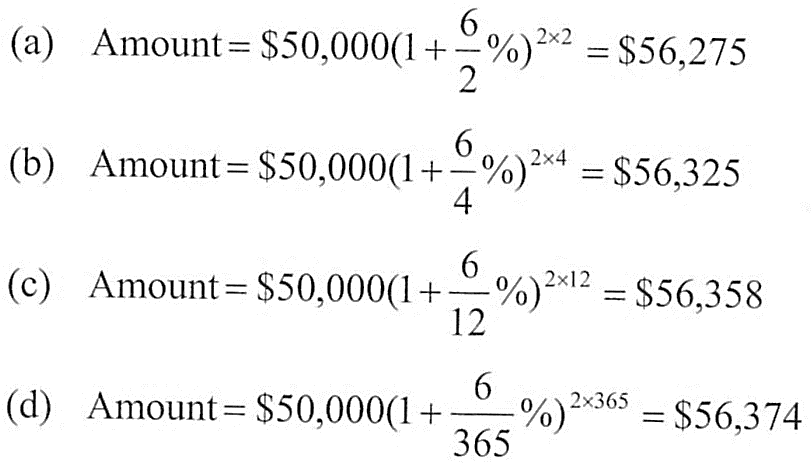 (a) Amount = $50,000(1 + 6/2 %)^{2×2} = $56,275
(b) Amount = $50,000(1 + 6/4 %)^{2×4} = $56,325
(c) Amount = $50,000(1 + 6/12 %)^{2×12} = $56,358
(d) Amount = $50,000(1 + 6/365 %)^{2×365} = $56,374